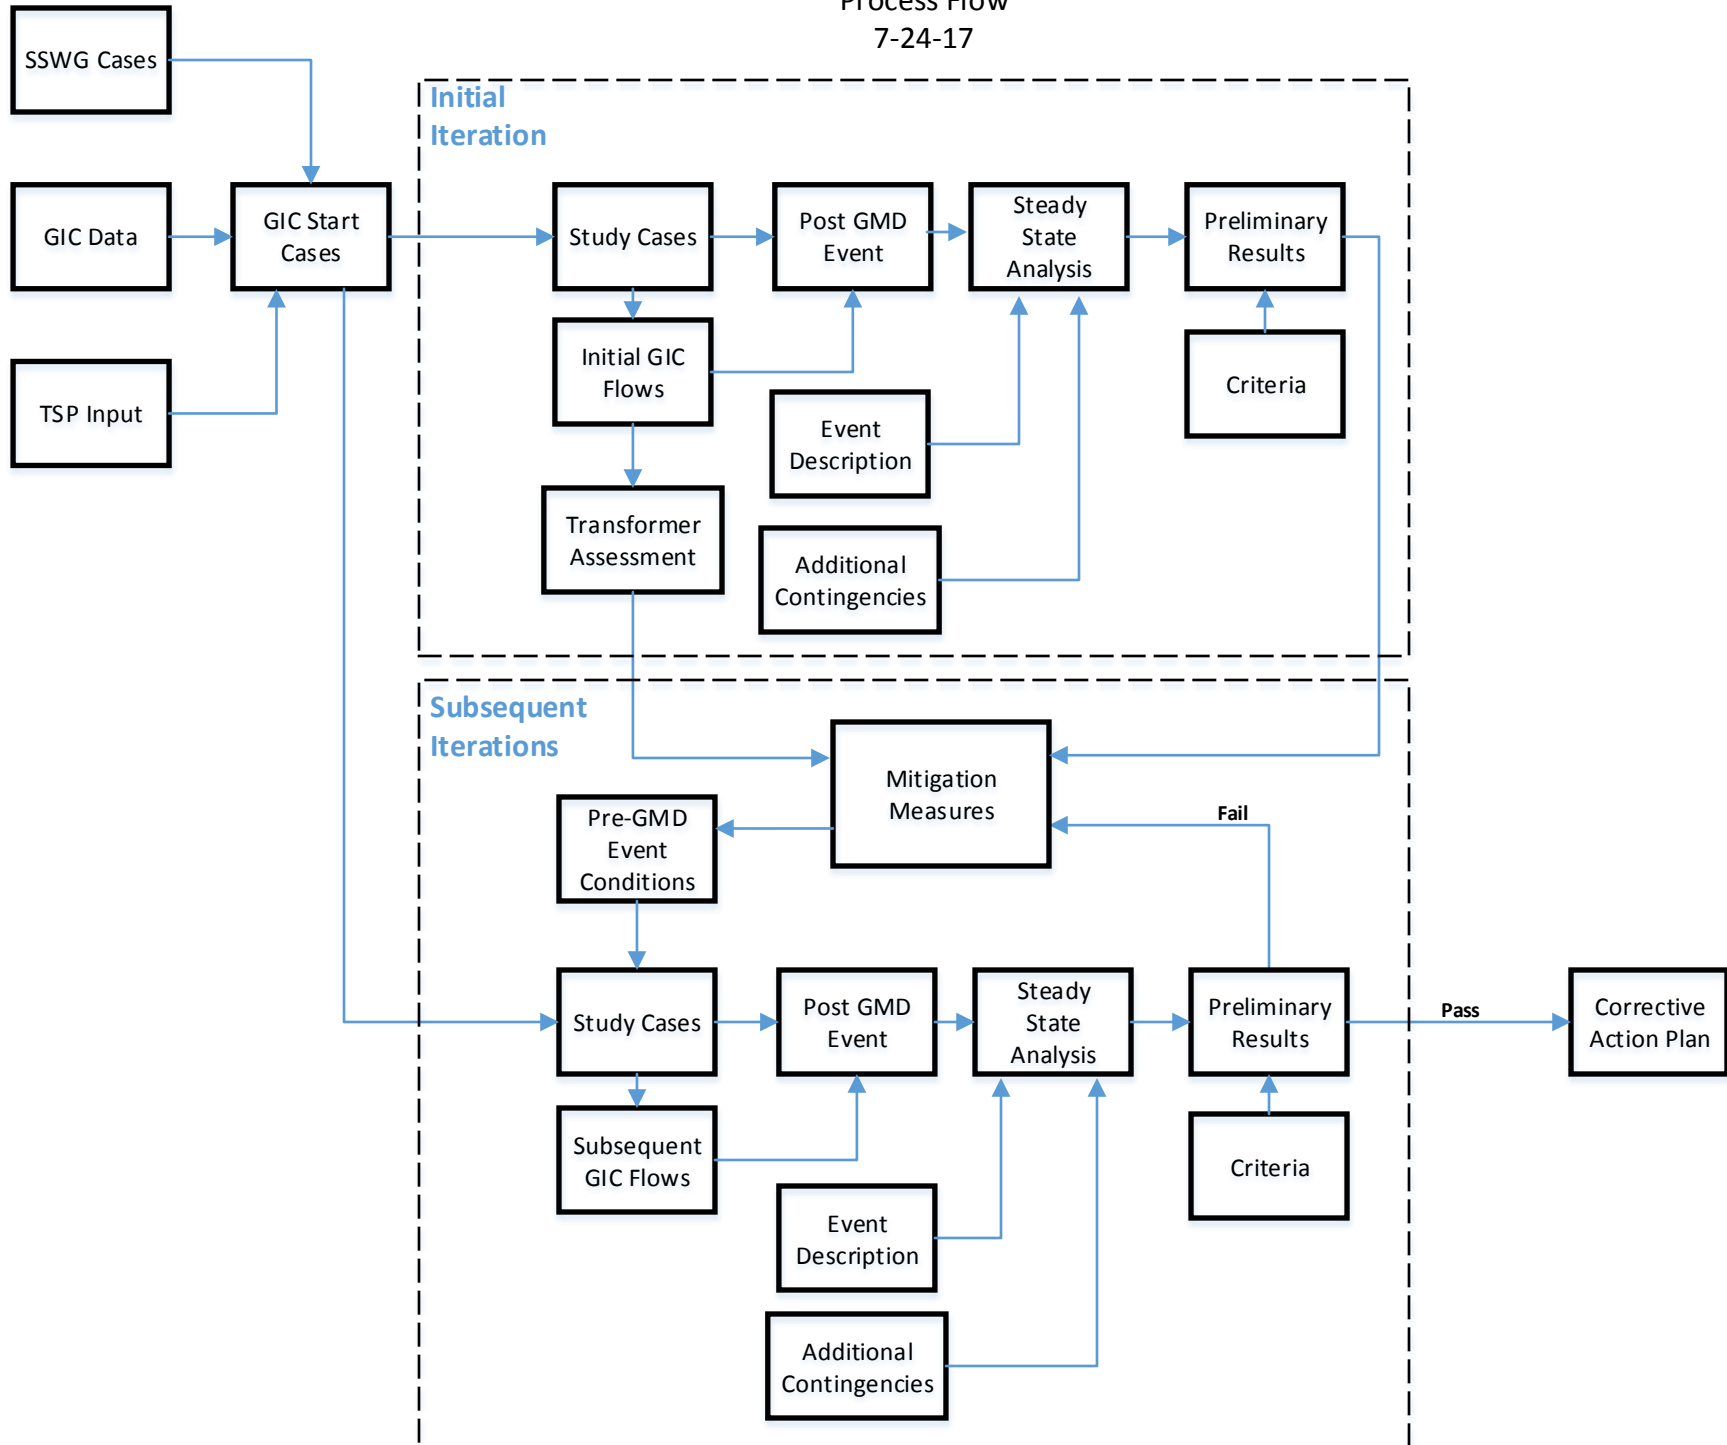 Process Flow
7-24-17
SSWG Cases
GIC Data
TSP Input
GIC Start
Cases
Initial
Iteration
Study Cases
Post GMD
Event
Steady
State
Analysis
Preliminary
Results
Initial GIC
Flows
Criteria
Event
Description
Transformer
Assessment
Additional
Contingencies
Subsequent
Iterations
Mitigation
Measures
Pre-GMD
Event
Conditions
Fail
Study Cases
Post GMD
Event
Steady
State
Analysis
Preliminary
Results
Pass
Corrective
Action Plan
Subsequent
GIC Flows
Criteria
Event
Description
Additional
Contingencies